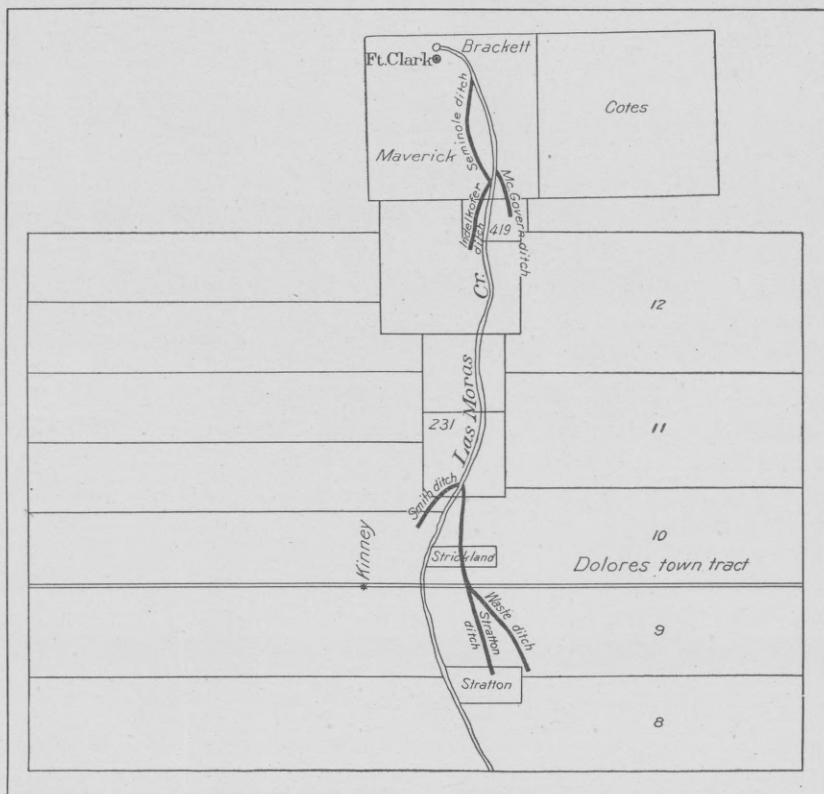 Brackett
Ft. Clark
Cotes
Seminole ditch
Maverick
Mc. Govern ditch
Indelkofer
ditch
419
Cr.
12
Las Moras
231
11
Smith ditch
10
Strickland
Kinney
Dolores town tract
Waste ditch
Stratton
ditch
9
Stratton
8